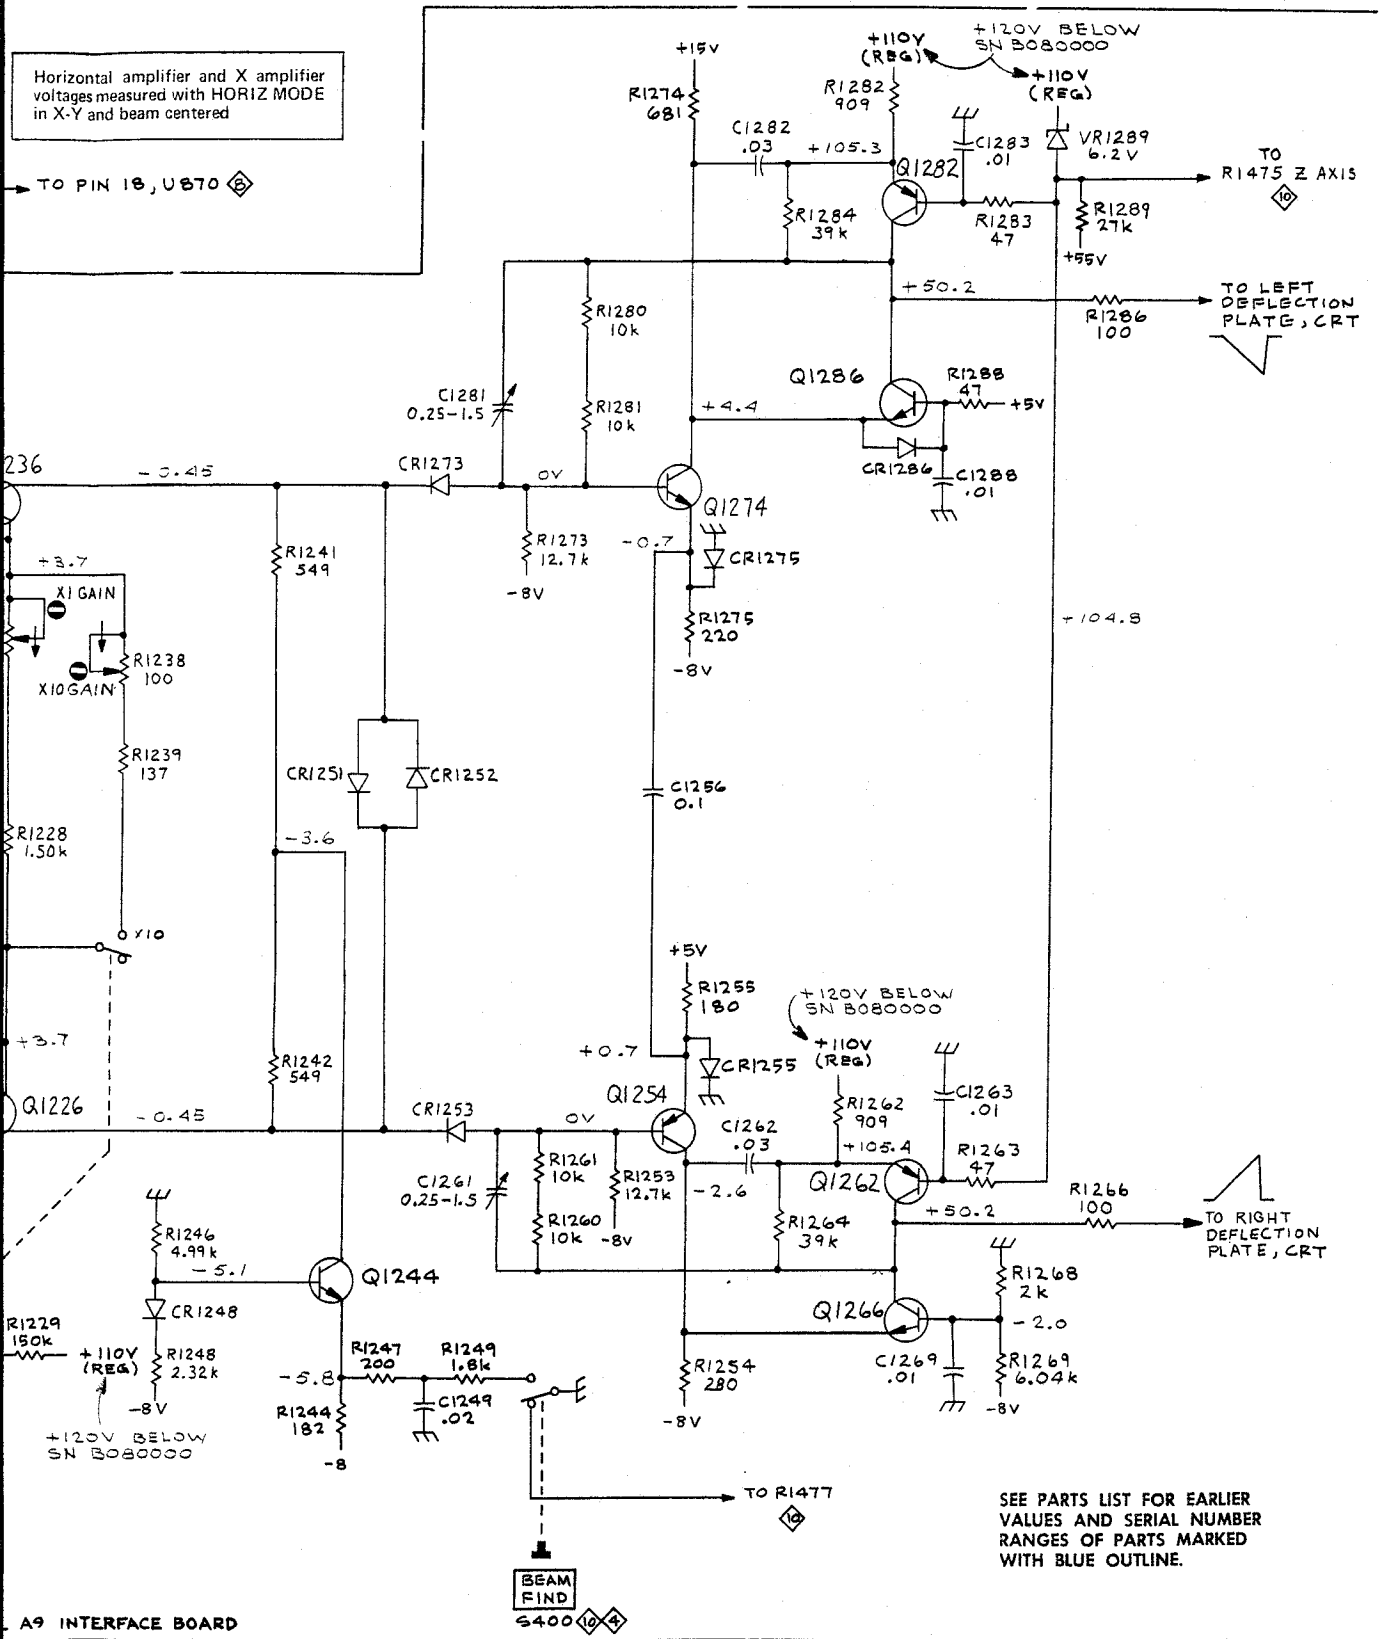 +120V BELOW
SN B080000
+110V
(REG)
+110V
(REG)
+15V
R1282
909
R1274
681
Horizontal amplifier and X amplifier
voltages measured with HORIZ MODE
in X-Y and beam centered
C1282
.03
+105.3
C1283
.01
VR1289
6.2V
Q1282
TO
R1475 Z AXIS
10
TO PIN 18, U870 8
R1284
39k
R1283
47
R1289
27k
+55V
+50.2
TO LEFT
DEFLECTION
PLATE, CRT
R1286
100
R1280
10k
Q1286
R1288
47
+5V
C1281
0.25-1.5
R1281
10k
+4.4
CR1286
C1288
.01
236
-0.45
CR1273
0V
Q1274
R1273
12.7k
-8V
-0.7
CR1275
+3.7
R1241
549
X1 GAIN
R1275
220
-8V
+104.8
R1238
100
X10 GAIN
R1239
137
CR1251
CR1252
C1256
0.1
R1228
1.50k
-3.6
X10
+5V
R1255
180
+120V BELOW
SN B080000
+110V
(REG)
+3.7
+0.7
R1242
549
CR1255
Q1226
-0.45
CR1253
0V
Q1254
C1262
.03
R1262
909
C1263
.01
+105.4
R1263
47
C1261
0.25-1.5
R1261
10k
R1253
12.7k
-8V
R1260
10k
-2.6
Q1262
R1264
39k
+50.2
R1266
100
TO RIGHT
DEFLECTION
PLATE, CRT
R1246
4.99k
-5.1
Q1244
CR1248
R1268
2k
Q1266
-2.0
R1229
150k
+110V
(REG)
R1248
2.32k
-8V
+120V BELOW
SN B080000
-5.8
R1247
200
R1249
1.8k
R1244
182
-8
C1249
.02
R1254
280
-8V
C1269
.01
R1269
6.04k
-8V
TO R1477
10
BEAM
FIND
S400 10 4
SEE PARTS LIST FOR EARLIER
VALUES AND SERIAL NUMBER
RANGES OF PARTS MARKED
WITH BLUE OUTLINE.
A9 INTERFACE BOARD